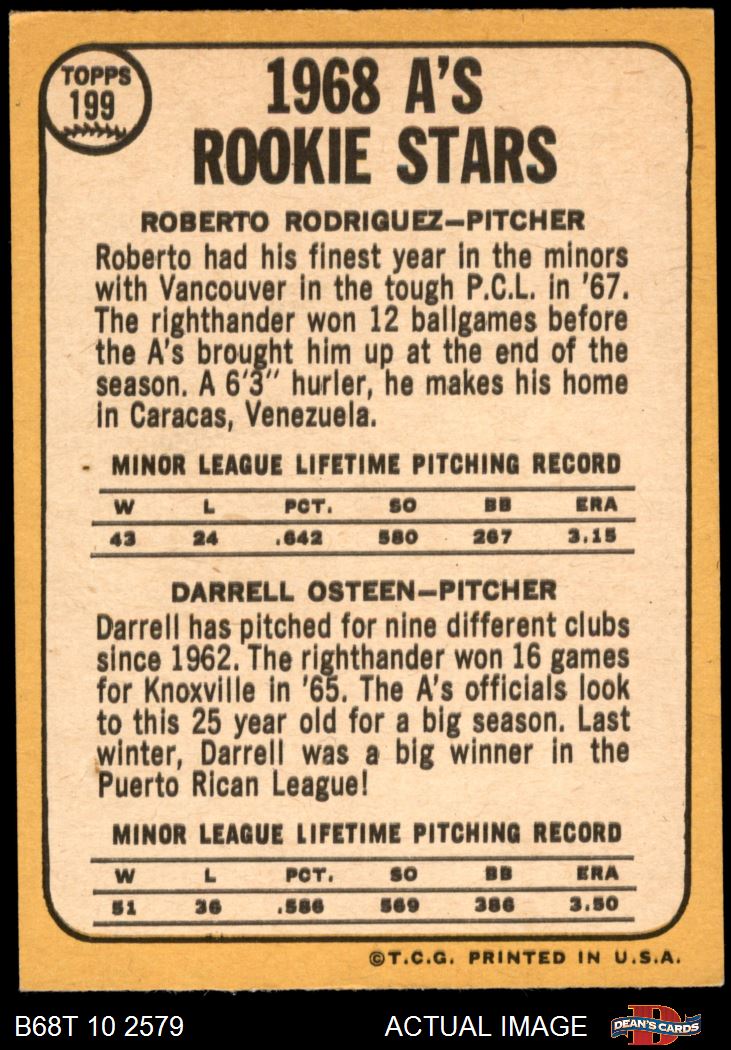 TOPPS
199
1968 A'S
ROOKIE STARS
ROBERTO RODRIGUEZ—PITCHER
Roberto had his finest year in the minors
with Vancouver in the tough P.C.L. in '67.
The righthander won 12 ballgames before
the A's brought him up at the end of the
season. A 6'3" hurler, he makes his home
in Caracas, Venezuela.
MINOR LEAGUE LIFETIME PITCHING RECORD
W L PCT. SO BB ERA
43 24 .642 580 267 3.15
DARRELL OSTEEN—PITCHER
Darrell has pitched for nine different clubs
since 1962. The righthander won 16 games
for Knoxville in '65. The A's officials look
to this 25 year old for a big season. Last
winter, Darrell was a big winner in the
Puerto Rican League!
MINOR LEAGUE LIFETIME PITCHING RECORD
W L PCT. SO BB ERA
51 36 .586 569 386 3.50
©T.C.G. PRINTED IN U.S.A.
B68T 10 2579 ACTUAL IMAGE D DEAN'S CARDS